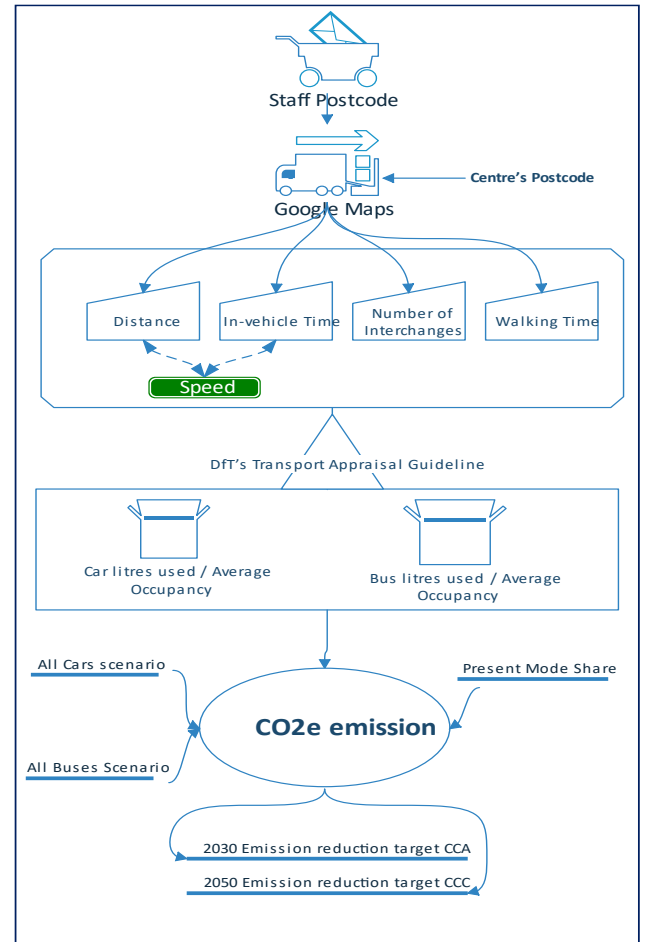 Staff Postcode
Centre's Postcode
Google Maps
Distance
In-vehicle Time
Number of
Interchanges
Walking Time
Speed
DfT's Transport Appraisal Guideline
Car litres used / Average
Occupancy
Bus litres used / Average
Occupancy
All Cars scenario
Present Mode Share
CO2e emission
All Buses Scenario
2030 Emission reduction target CCA
2050 Emission reduction target CCC